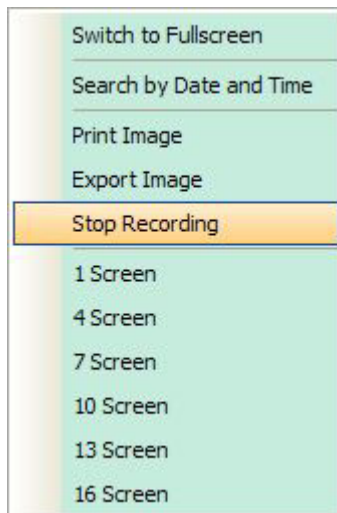 Switch to Fullscreen
Search by Date and Time
Print Image
Export Image
Stop Recording
1 Screen
4 Screen
7 Screen
10 Screen
13 Screen
16 Screen